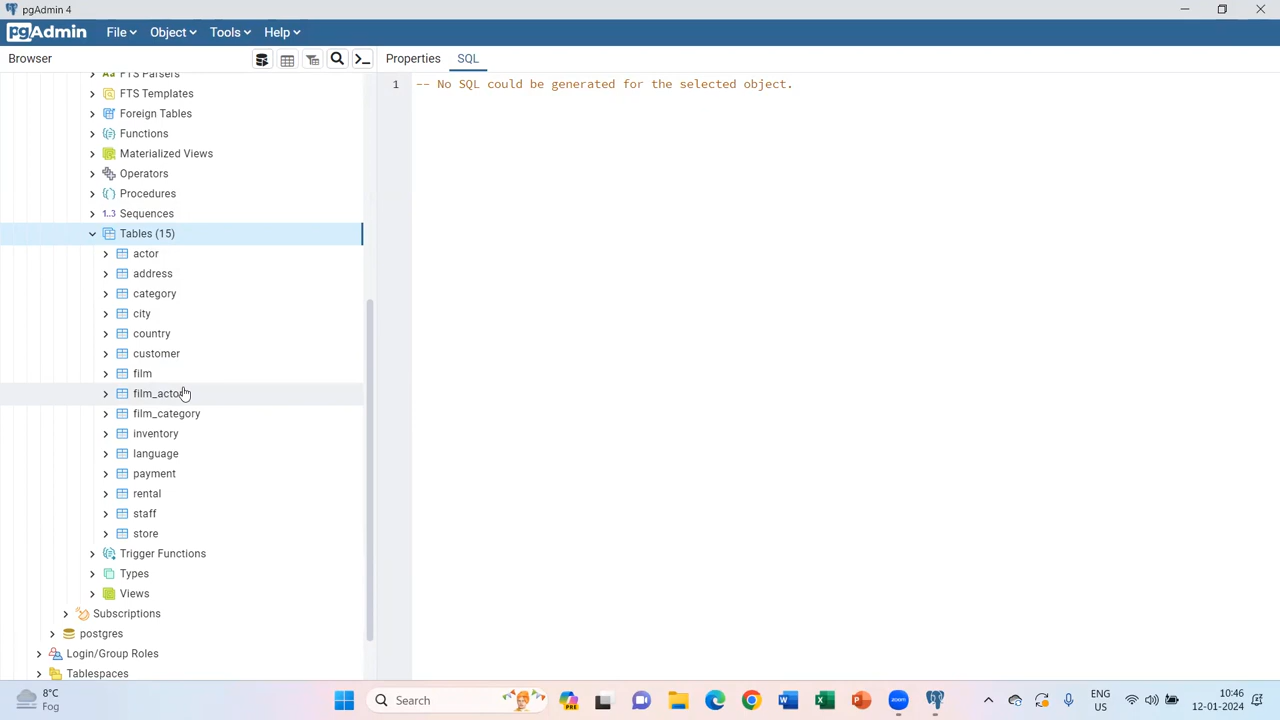 pgAdmin 4
pgAdmin File Object Tools Help
Browser
Properties SQL
1 -- No SQL could be generated for the selected object.
FTS Parsers
FTS Templates
Foreign Tables
Functions
Materialized Views
Operators
Procedures
1..3 Sequences
Tables (15)
actor
address
category
city
country
customer
film
film_actor
film_category
inventory
language
payment
rental
staff
store
Trigger Functions
Types
Views
Subscriptions
postgres
Login/Group Roles
Tablespaces
8°C
Fog
Search
PRE
zoom
ENG
US
10:46
12-01-2024